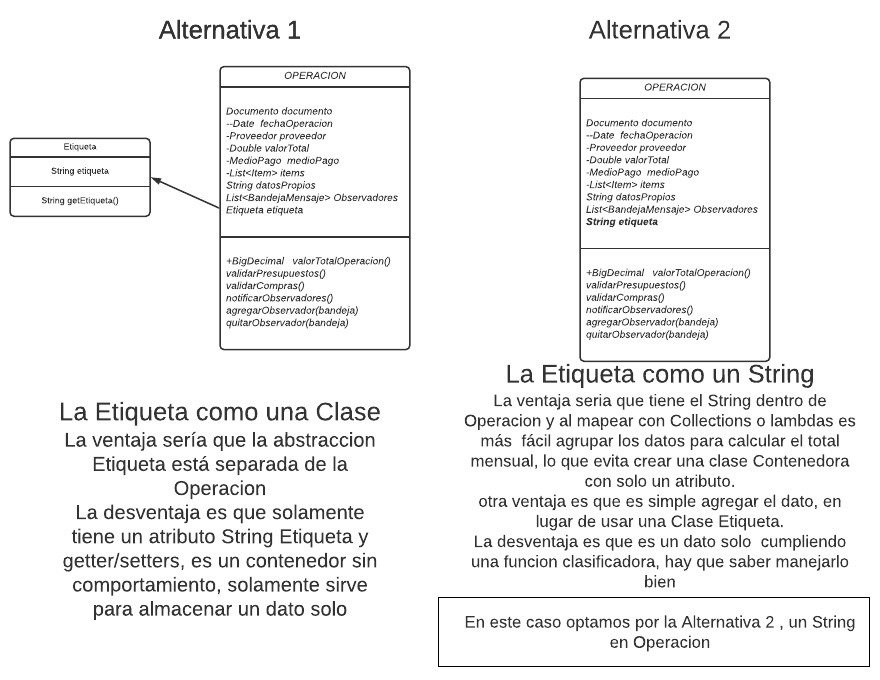 Alternativa 1
OPERACION
Documento documento
--Date fechaOperacion
-Proveedor proveedor
-Double valorTotal
-MedioPago medioPago
-List<Item> items
String datosPropios
List<BandejaMensaje> Observadores
Etiqueta etiqueta
+BigDecimal valorTotalOperacion()
validarPresupuestos()
validarCompras()
notificarObservadores()
agregarObservador(bandeja)
quitarObservador(bandeja)
Etiqueta
String etiqueta
String getEtiqueta()
La Etiqueta como una Clase
La ventaja sería que la abstraccion
Etiqueta está separada de la
Operacion
La desventaja es que solamente
tiene un atributo String Etiqueta y
getter/setters, es un contenedor sin
comportamiento, solamente sirve
para almacenar un dato solo
Alternativa 2
OPERACION
Documento documento
--Date fechaOperacion
-Proveedor proveedor
-Double valorTotal
-MedioPago medioPago
-List<Item> items
String datosPropios
List<BandejaMensaje> Observadores
String etiqueta
+BigDecimal valorTotalOperacion()
validarPresupuestos()
validarCompras()
notificarObservadores()
agregarObservador(bandeja)
quitarObservador(bandeja)
La Etiqueta como un String
La ventaja seria que tiene el String dentro de
Operacion y al mapear con Collections o lambdas es
más fácil agrupar los datos para calcular el total
mensual, lo que evita crear una clase Contenedora
con solo un atributo.
otra ventaja es que es simple agregar el dato, en
lugar de usar una Clase Etiqueta.
La desventaja es que es un dato solo cumpliendo
una funcion clasificadora, hay que saber manejarlo
bien
En este caso optamos por la Alternativa 2 , un String
en Operacion